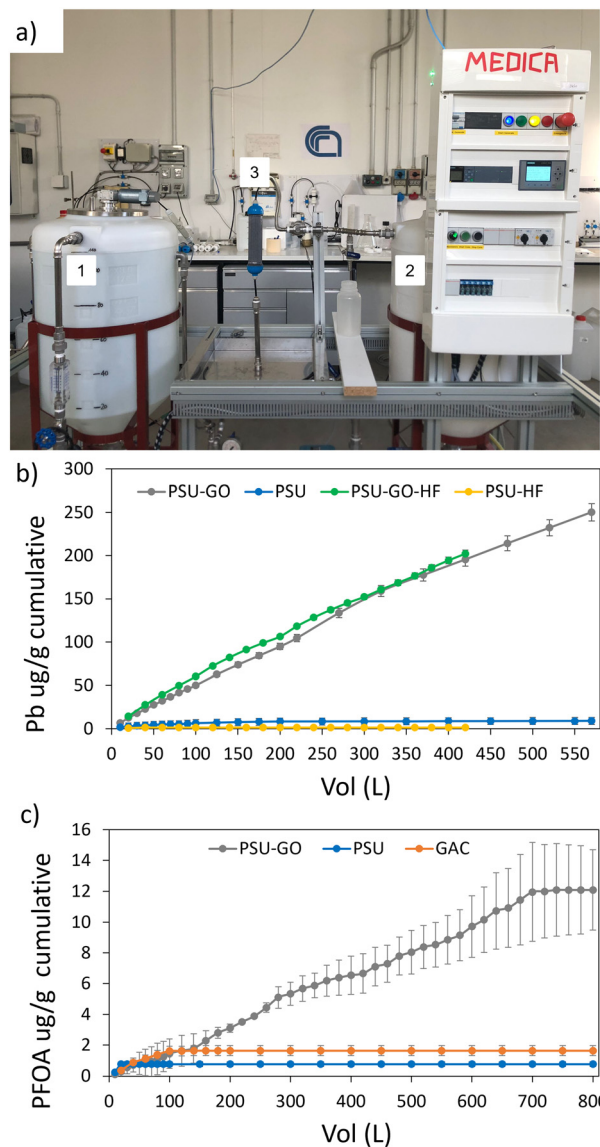 a)
MEDICA
3
1
2
b)
PSU-GO PSU PSU-GO-HF PSU-HF
Pb ug/g cumulative
300
250
200
150
100
50
0
0 50 100 150 200 250 300 350 400 450 500 550
Vol (L)
c)
PSU-GO PSU GAC
PFOA ug/g cumulative
16
14
12
10
8
6
4
2
0
0 100 200 300 400 500 600 700 800
Vol (L)